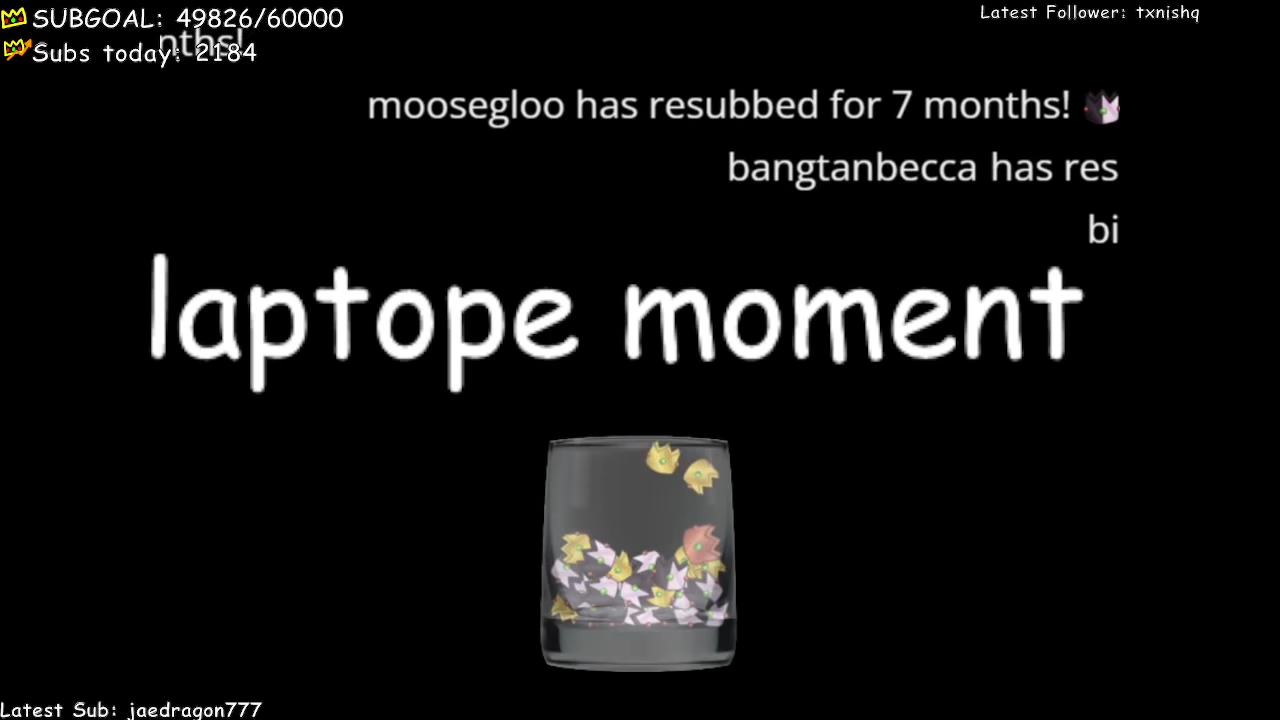 SUBGOAL: 49826/60000
Latest Follower: txnishq
nths!
Subs today: 2184
moosegloo has resubbed for 7 months!
bangtanbecca has res
bi
laptope moment
Latest Sub: jaedragon777